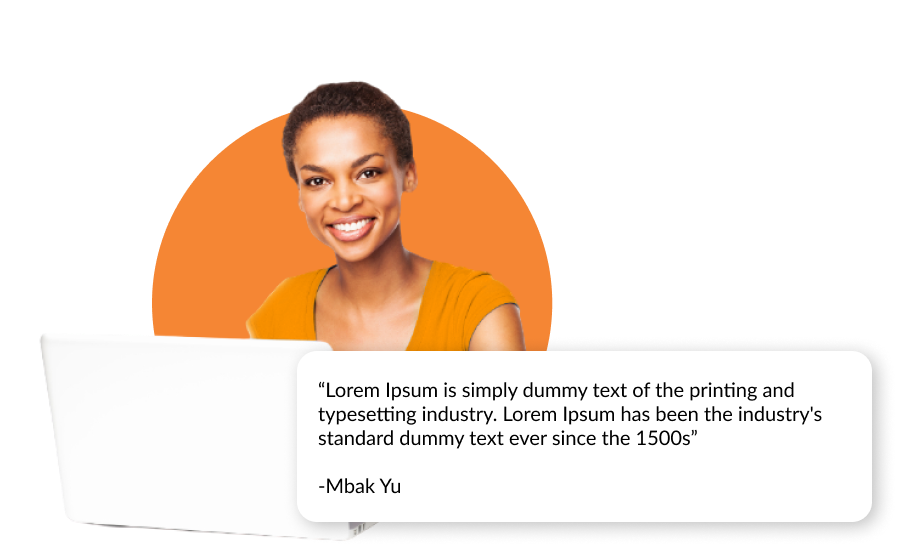 “Lorem Ipsum is simply dummy text of the printing and
typesetting industry. Lorem Ipsum has been the industry's
standard dummy text ever since the 1500s”
-Mbak Yu